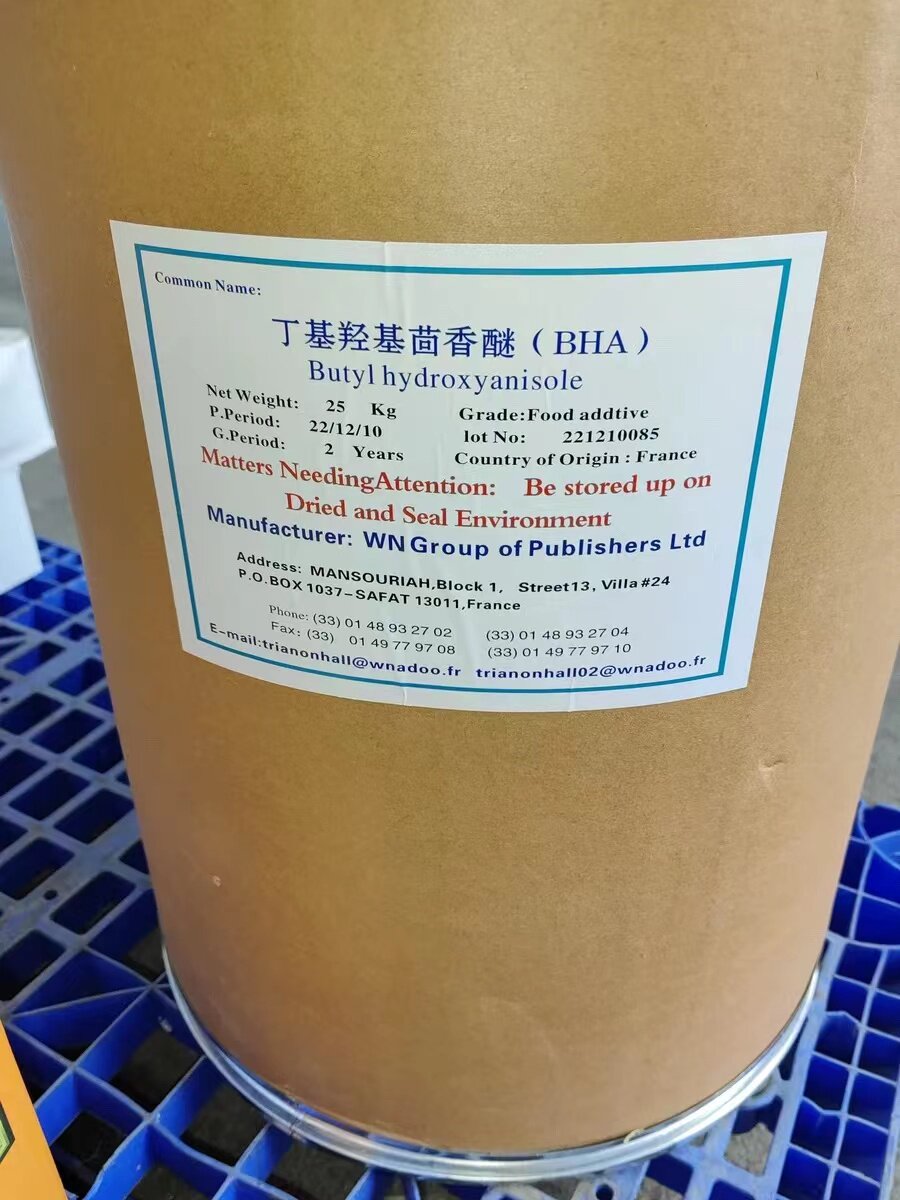 Common Name:
丁基羟基茴香醚（BHA）
Butyl hydroxyanisole
Net Weight: 25 Kg Grade:Food addtive
P.Period: 22/12/10 lot No: 221210085
G.Period: 2 Years Country of Origin : France
Matters NeedingAttention: Be stored up on
Dried and Seal Environment
Manufacturer: WN Group of Publishers Ltd
Address: MANSOURIAH,Block 1, Street13, Villa #24
P.O.BOX 1037-SAFAT 13011,France
Phone: (33) 01 48 93 27 02 (33) 01 48 93 27 04
Fax: (33) 01 49 77 97 08 (33) 01 49 77 97 10
E-mail:trianonhall@wnadoo.fr trianonhall02@wnadoo.fr